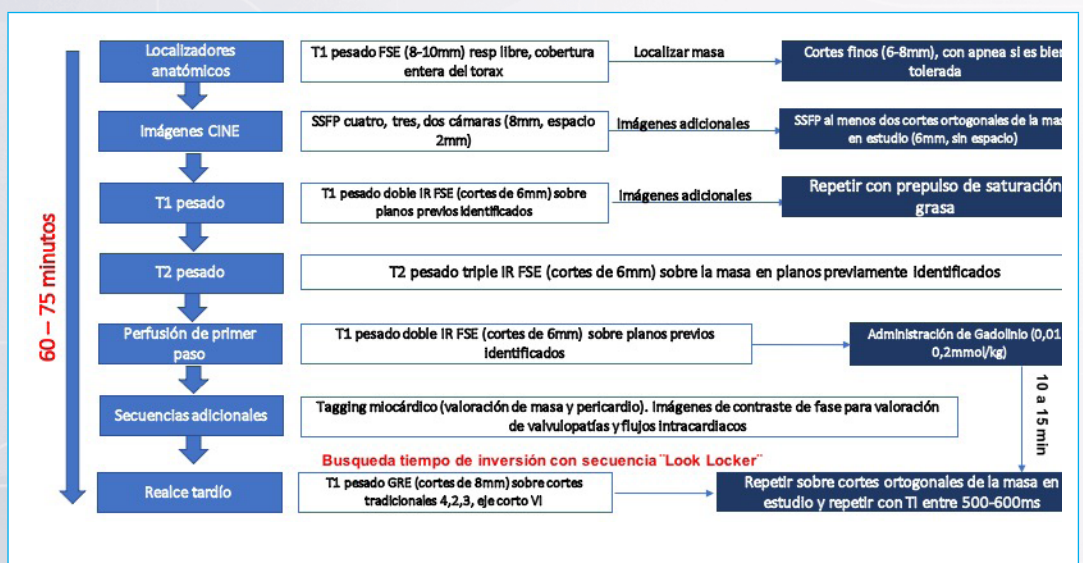 60 – 75 minutos
Localizadores
anatómicos
T1 pesado FSE (8-10mm) resp libre, cobertura
entera del torax
Localizar masa
Cortes finos (6-8mm), con apnea si es bien
tolerada
Imágenes CINE
SSFP cuatro, tres, dos cámaras (8mm, espacio
2mm)
Imágenes adicionales
SSFP al menos dos cortes ortogonales de la mas
en estudio (6mm, sin espacio)
T1 pesado
T1 pesado doble IR FSE (cortes de 6mm) sobre
planos previos identificados
Imágenes adicionales
Repetir con prepulso de saturación
grasa
T2 pesado
T2 pesado triple IR FSE (cortes de 6mm) sobre la masa en planos previamente identificados
Perfusión de primer
paso
T1 pesado doble IR FSE (cortes de 6mm) sobre planos previos
identificados
Administración de Gadolinio (0,01
0,2mmol/kg)
10 a 15 min
Secuencias adicionales
Tagging miocárdico (valoración de masa y pericardio). Imágenes de contraste de fase para valoración
de valvulopatías y flujos intracardiacos
Busqueda tiempo de inversión con secuencia ¨Look Locker¨
Realce tardío
T1 pesado GRE (cortes de 8mm) sobre cortes
tradicionales 4,2,3, eje corto VI
Repetir sobre cortes ortogonales de la masa en
estudio y repetir con TI entre 500-600ms